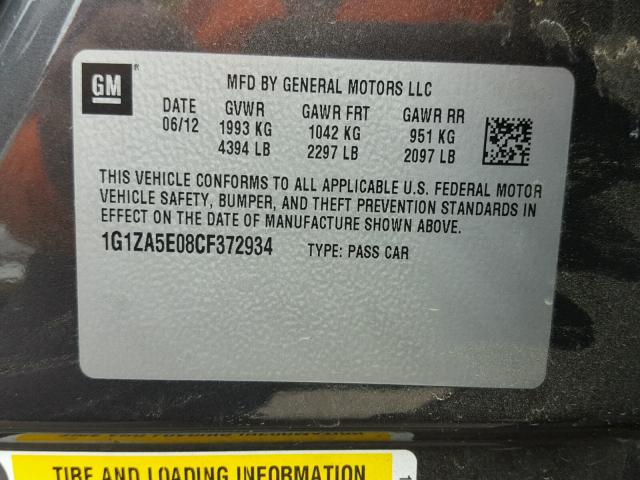 GM
MFD BY GENERAL MOTORS LLC
DATE GVWR GAWR FRT GAWR RR
06/12 1993 KG 1042 KG 951 KG
4394 LB 2297 LB 2097 LB
THIS VEHICLE CONFORMS TO ALL APPLICABLE U.S. FEDERAL MOTOR
VEHICLE SAFETY, BUMPER, AND THEFT PREVENTION STANDARDS IN
EFFECT ON THE DATE OF MANUFACTURE SHOWN ABOVE.
1G1ZA5E08CF372934 TYPE: PASS CAR
TIRE AND LOADING INFORMATION